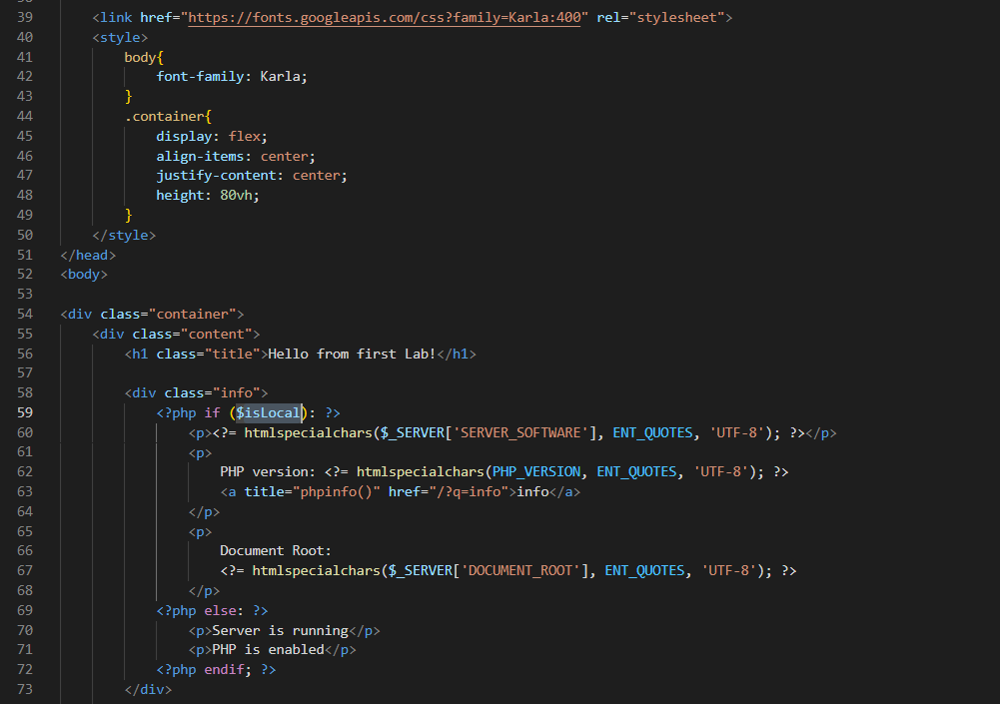 39 <link href="https://fonts.googleapis.com/css?family=Karla:400" rel="stylesheet">
40 <style>
41 body{
42 font-family: Karla;
43 }
44 .container{
45 display: flex;
46 align-items: center;
47 justify-content: center;
48 height: 80vh;
49 }
50 </style>
51 </head>
52 <body>
53
54 <div class="container">
55 <div class="content">
56 <h1 class="title">Hello from first Lab!</h1>
57
58 <div class="info">
59 <?php if ($isLocal): ?>
60 <p><?= htmlspecialchars($_SERVER['SERVER_SOFTWARE'], ENT_QUOTES, 'UTF-8'); ?></p>
61 <p>
62 PHP version: <?= htmlspecialchars(PHP_VERSION, ENT_QUOTES, 'UTF-8'); ?>
63 <a title="phpinfo()" href="/?q=info">info</a>
64 </p>
65 <p>
66 Document Root:
67 <?= htmlspecialchars($_SERVER['DOCUMENT_ROOT'], ENT_QUOTES, 'UTF-8'); ?>
68 </p>
69 <?php else: ?>
70 <p>Server is running</p>
71 <p>PHP is enabled</p>
72 <?php endif; ?>
73 </div>